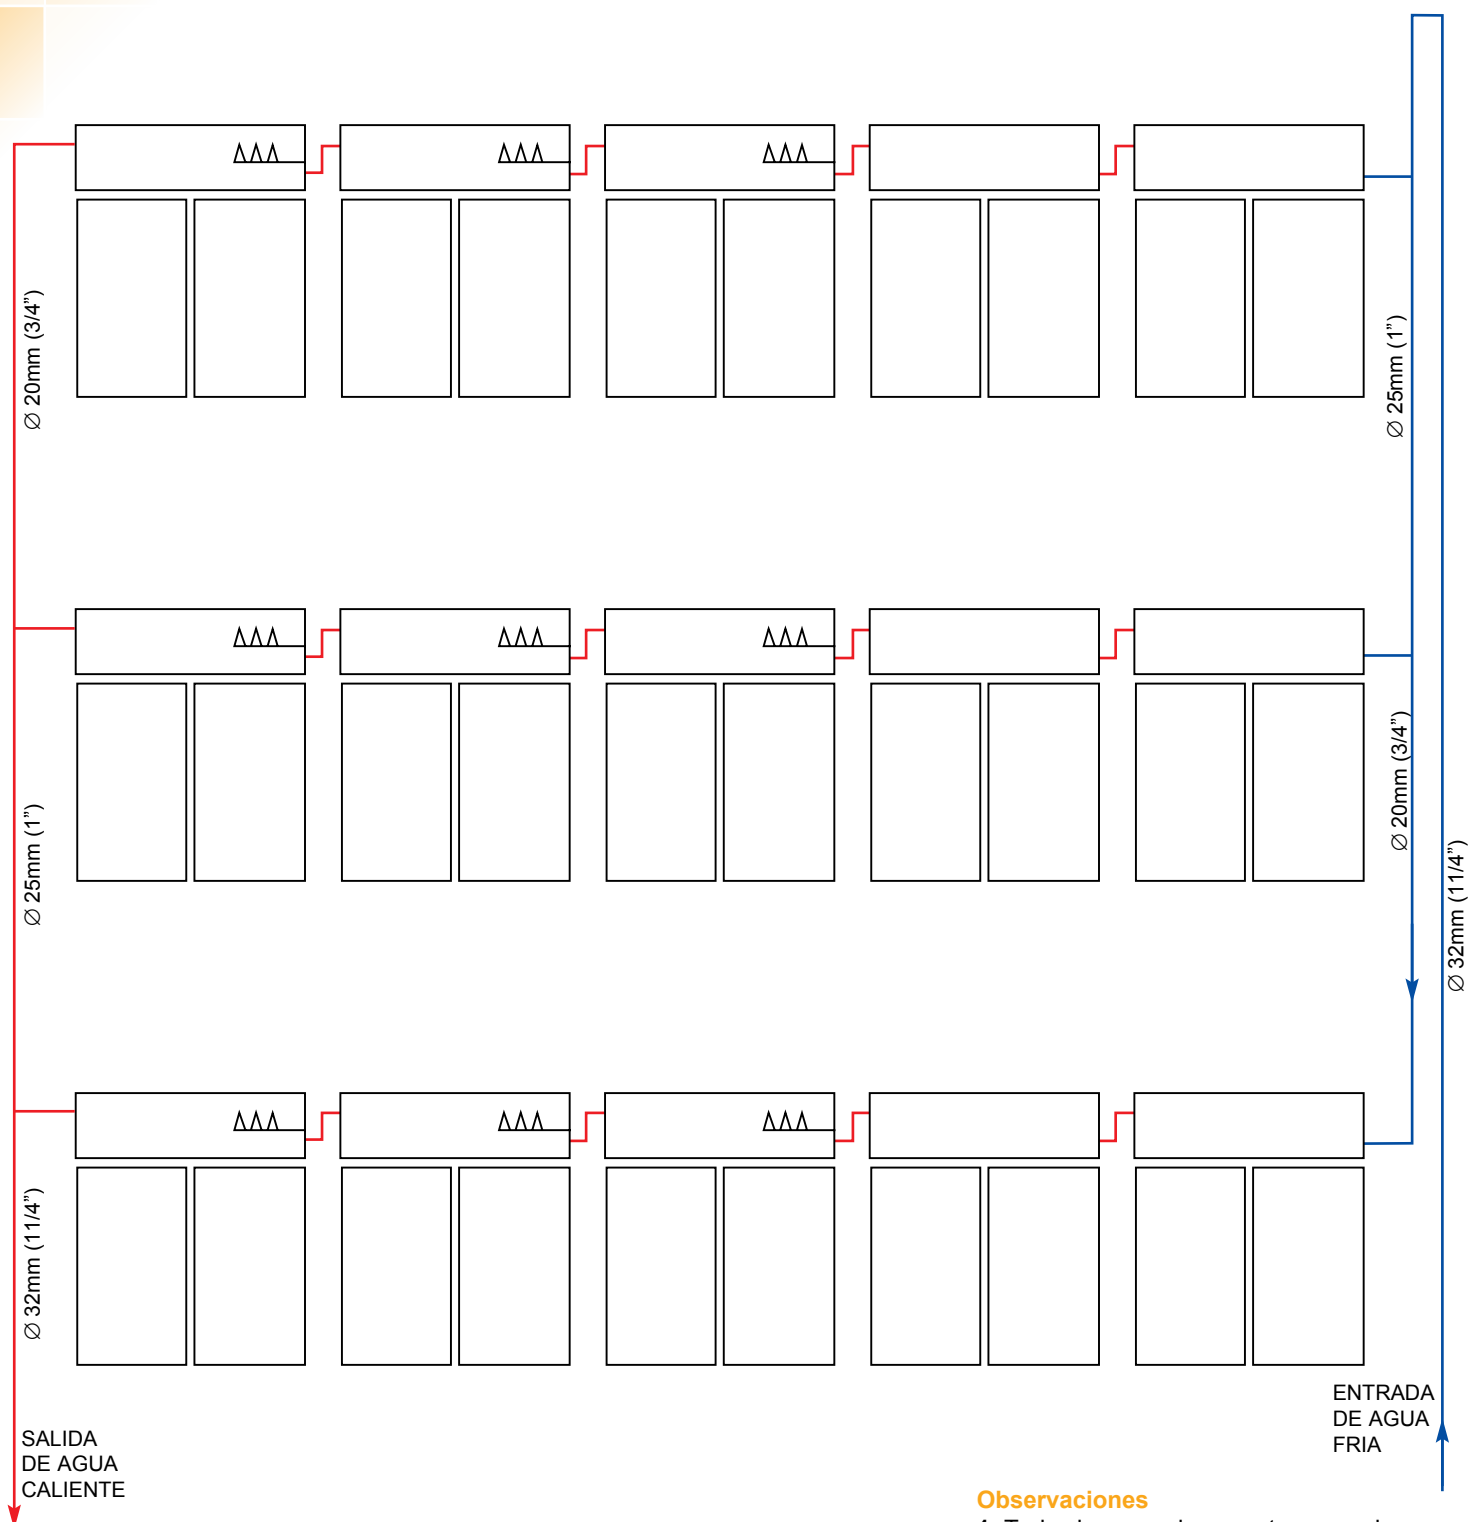 Ø 20mm (3/4”)
Ø 25mm (1”)
Ø 25mm (1”)
Ø 20mm (3/4”)
Ø 32mm (11/4”)
Ø 32mm (11/4”)
SALIDA
DE AGUA
CALIENTE
ENTRADA
DE AGUA
FRIA
Observaciones